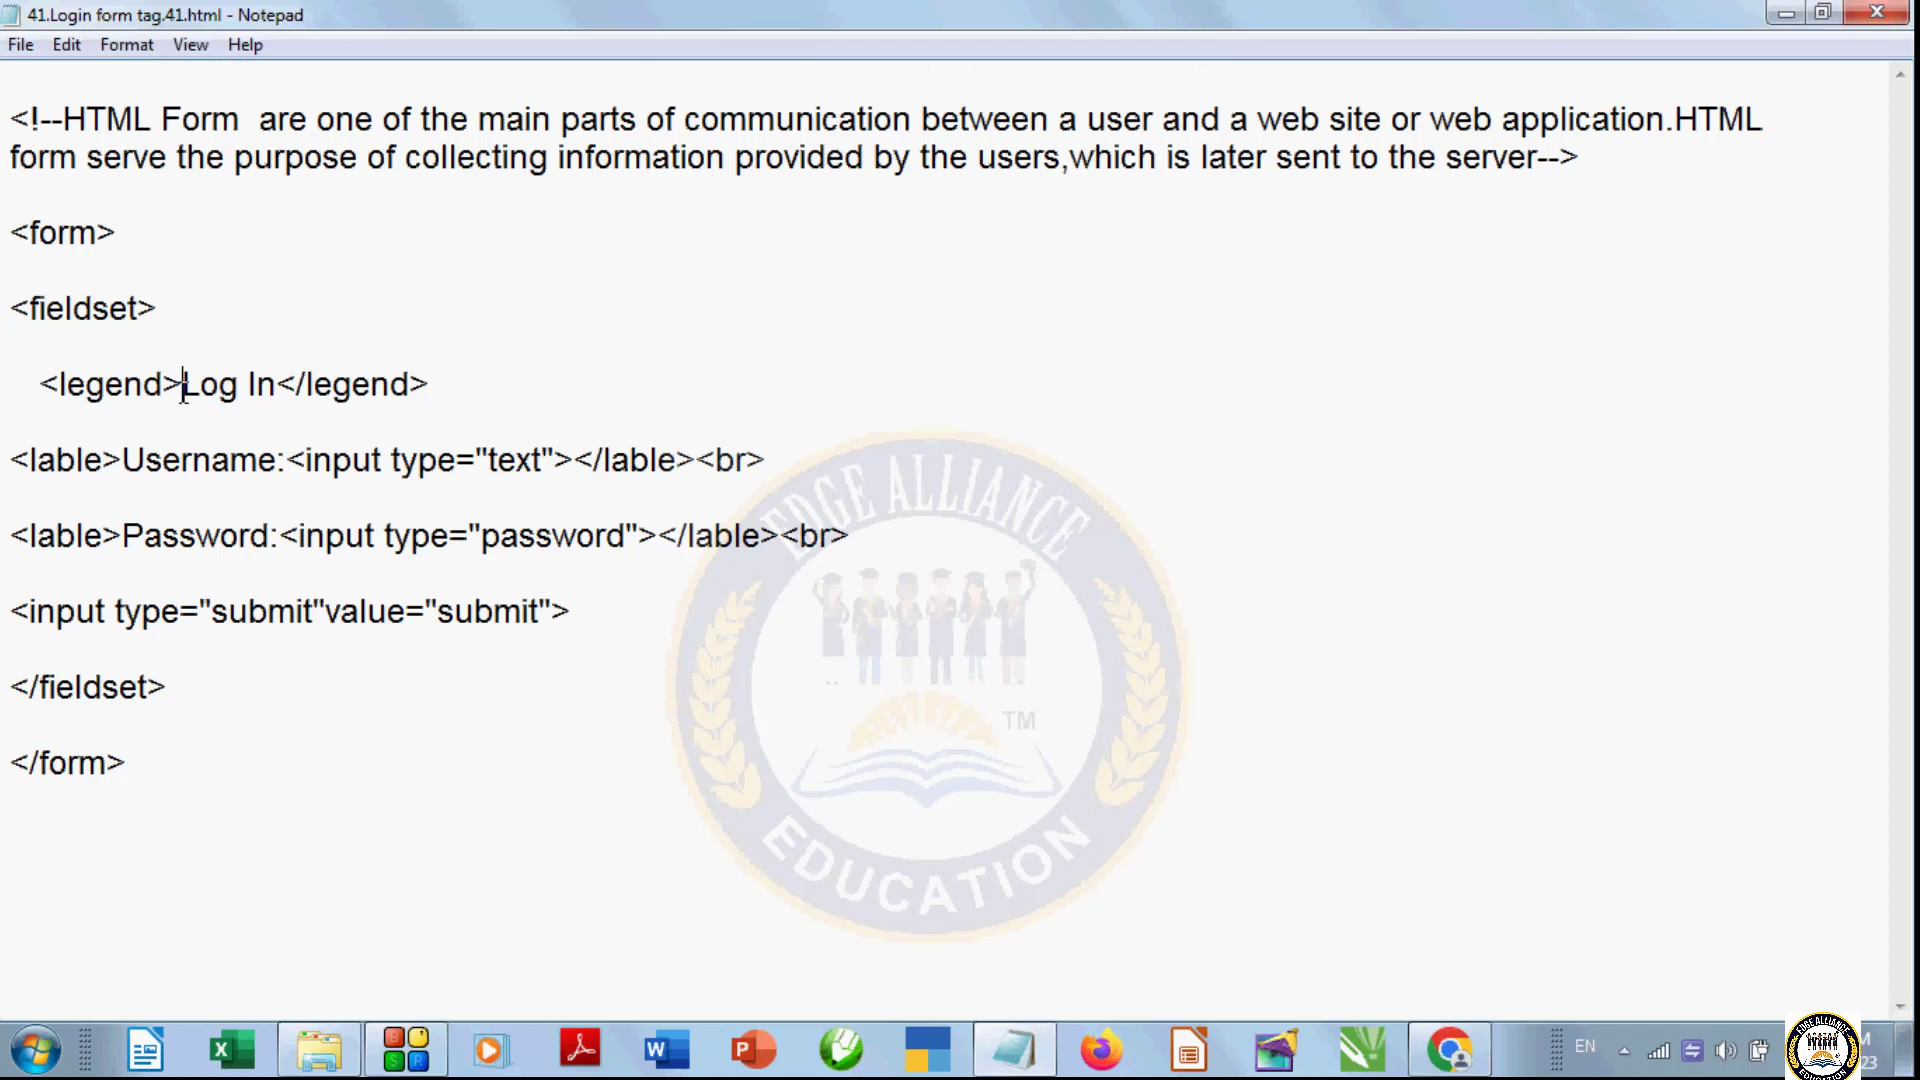 41.Login form tag.41.html - Notepad
File Edit Format View Help
<!--HTML Form  are one of the main parts of communication between a user and a web site or web application.HTML
form serve the purpose of collecting information provided by the users,which is later sent to the server-->
<form>
<fieldset>
<legend>Log In</legend>
<lable>Username:<input type="text"></lable><br>
<lable>Password:<input type="password"></lable><br>
<input type="submit"value="submit">
</fieldset>
</form>
EDGE ALLIANCE
TM
EDUCATION
EN
M
23
EDGE ALLIANCE
EDUCATION